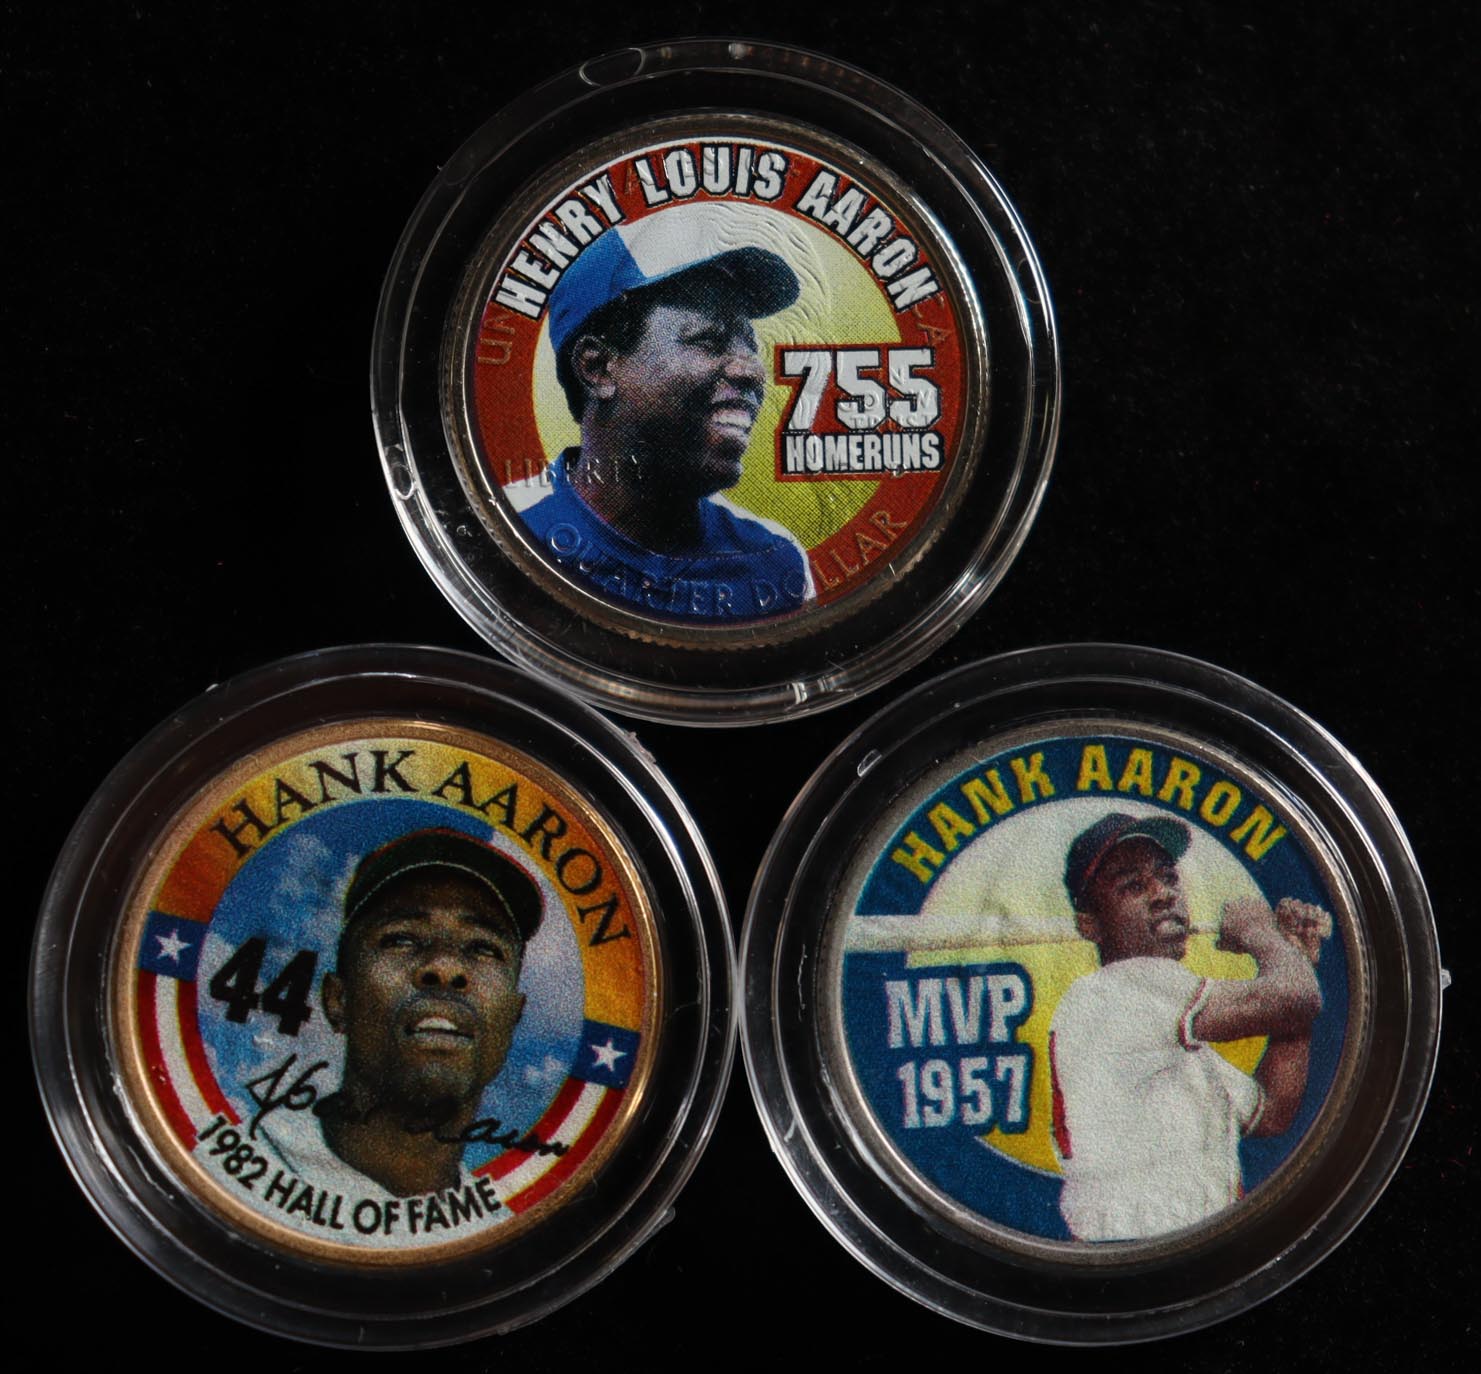 HENRY LOUIS AARON
755
HOMERUNS
LIBERTY
QUARTER DOLLAR
HANK AARON
44
1982 HALL OF FAME
HANK AARON
MVP
1957